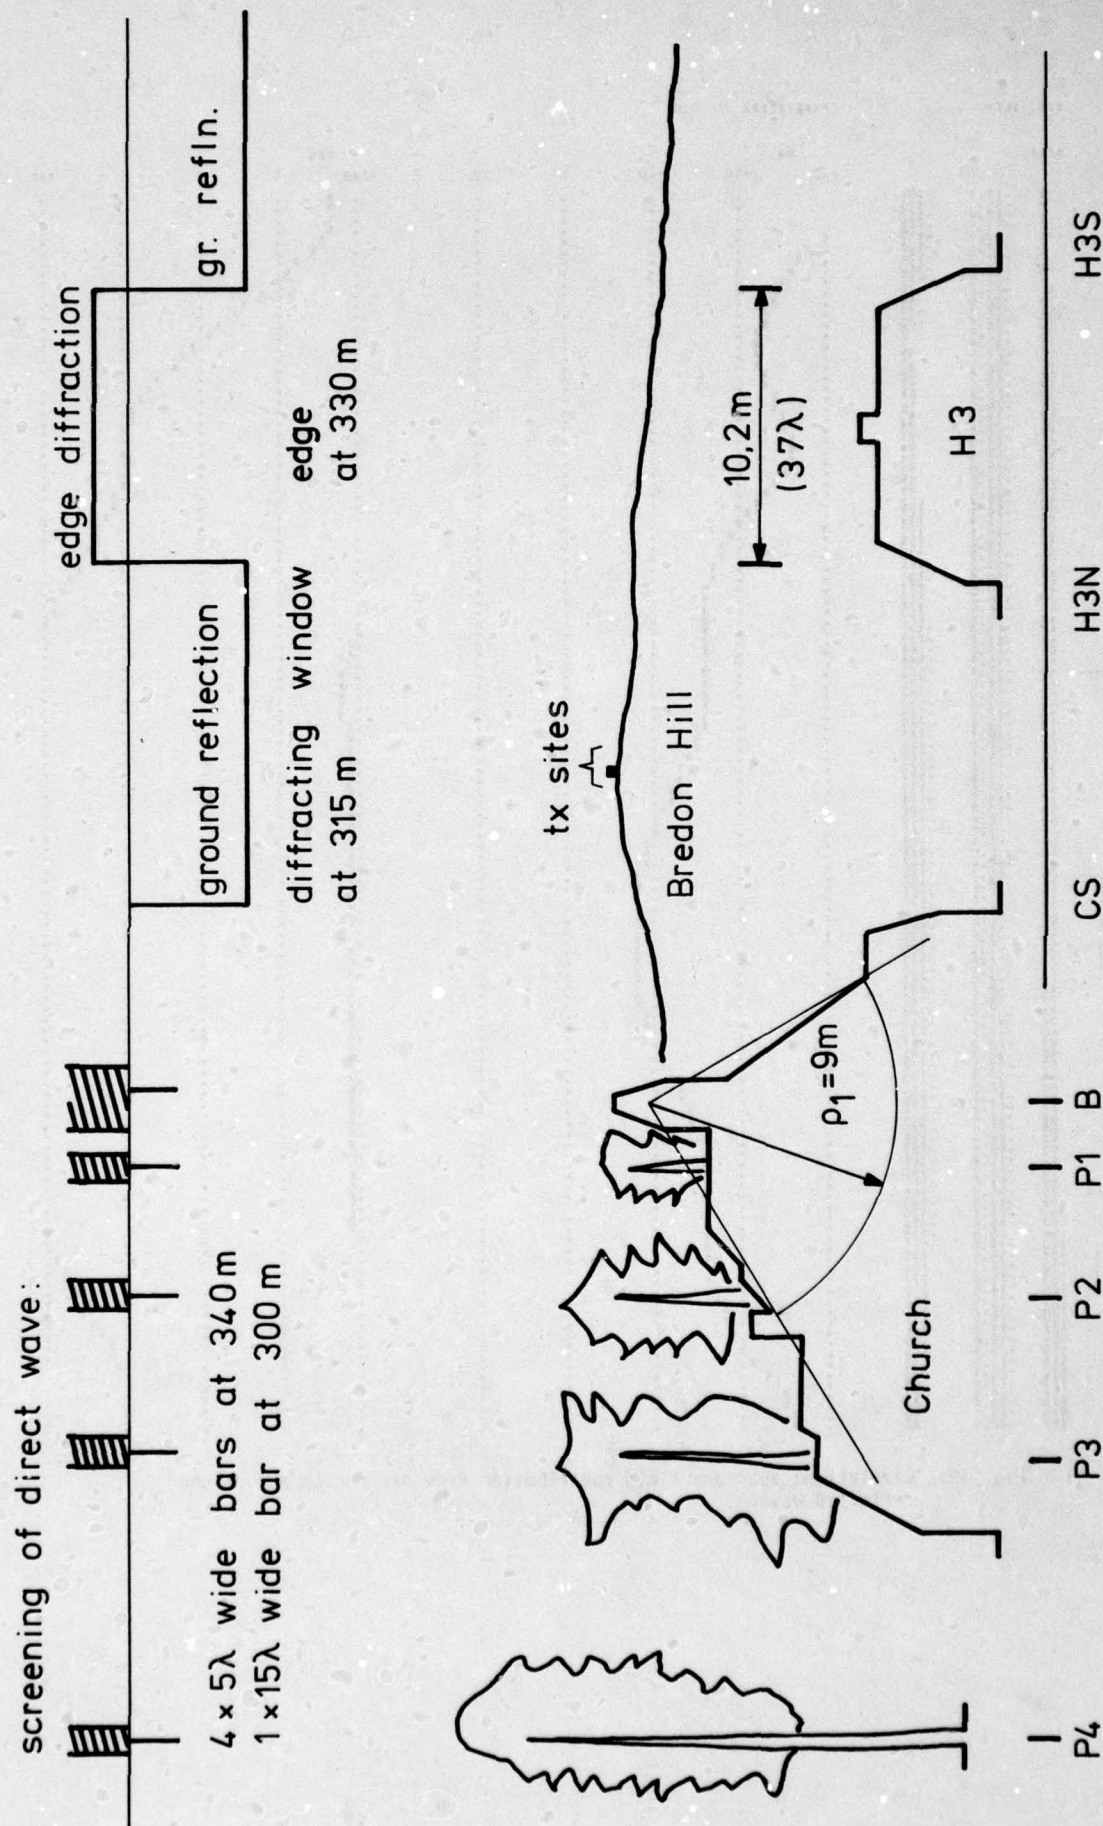 screening of direct wave:
4 × 5λ wide bars at 340 m
1 × 15λ wide bar at 300 m
edge diffraction
ground reflection
gr. refln.
diffracting window
at 315 m
edge
at 330 m
tx sites
Bredon Hill
10,2 m
(37λ)
ρ1=9m
Church
H3
P4
P3
P2
P1
B
CS
H3N
H3S